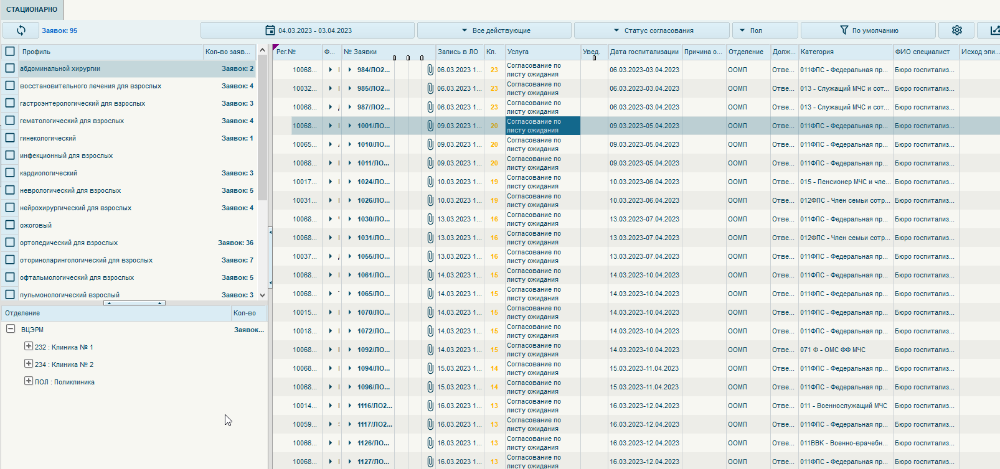 СТАЦИОНАРНО
Заявок: 95
04.03.2023 - 03.04.2023
Все действующие
Статус согласования
Пол
По умолчанию
Профиль Кол-во заяв...
абдоминальной хирургии Заявок: 2
восстановительного лечения для взрослых Заявок: 4
гастроэнтерологический для взрослых Заявок: 3
гематологический для взрослых Заявок: 4
гинекологический Заявок: 1
инфекционный для взрослых
кардиологический Заявок: 3
неврологический для взрослых Заявок: 5
нейрохирургический для взрослых Заявок: 4
ожоговый
ортопедический для взрослых Заявок: 36
оториноларингологический для взрослых Заявок: 7
офтальмологический для взрослых Заявок: 5
пульмонологический взрослый Заявок: 3
Отделение Кол-во
ВЦЭРМ Заявок...
232 : Клиника № 1
234 : Клиника № 2
ПОЛ : Поликлиника
Рег.№ Ф... № Заявки Запись в ЛО Кл. Услуга Увед. Дата госпитализации Причина о... Отделение Долж... Категория ФИО специалист Исход эпи...
10068... 984/ЛО2... 06.03.2023 1... 23 Согласование по листу ожидания 06.03.2023-03.04.2023 ООМП Отве... 011ФПС - Федеральная пр... Бюро госпитализ...
10032... 985/ЛО2... 06.03.2023 1... 23 Согласование по листу ожидания 06.03.2023-03.04.2023 ООМП Отве... 013 - Служащий МЧС и сот... Бюро госпитализ...
10068... 987/ЛО2... 06.03.2023 1... 23 Согласование по листу ожидания 06.03.2023-03.04.2023 ООМП Отве... 013 - Служащий МЧС и сот... Бюро госпитализ...
10068... 1001/ЛО... 09.03.2023 1... 20 Согласование по листу ожидания 09.03.2023-05.04.2023 ООМП Отве... 011ФПС - Федеральная пр... Бюро госпитализ...
10065... 1010/ЛО... 09.03.2023 1... 20 Согласование по листу ожидания 09.03.2023-05.04.2023 ООМП Отве... 011ФПС - Федеральная пр... Бюро госпитализ...
10068... 1011/ЛО... 09.03.2023 1... 20 Согласование по листу ожидания 09.03.2023-05.04.2023 ООМП Отве... 011ФПС - Федеральная пр... Бюро госпитализ...
10017... 1024/ЛО... 10.03.2023 1... 19 Согласование по листу ожидания 10.03.2023-06.04.2023 ООМП Отве... 015 - Пенсионер МЧС и чле... Бюро госпитализ...
10031... 1026/ЛО... 10.03.2023 1... 19 Согласование по листу ожидания 10.03.2023-06.04.2023 ООМП Отве... 012ФПС - Член семьи сотр... Бюро госпитализ...
10068... 1030/ЛО... 13.03.2023 1... 16 Согласование по листу ожидания 13.03.2023-07.04.2023 ООМП Отве... 011ФПС - Федеральная пр... Бюро госпитализ...
10068... 1031/ЛО... 13.03.2023 1... 16 Согласование по листу ожидания 13.03.2023-07.04.2023 ООМП Отве... 012ФПС - Член семьи сотр... Бюро госпитализ...
10037... 1055/ЛО... 13.03.2023 1... 16 Согласование по листу ожидания 13.03.2023-07.04.2023 ООМП Отве... 011ФПС - Федеральная пр... Бюро госпитализ...
10068... 1061/ЛО... 14.03.2023 1... 15 Согласование по листу ожидания 14.03.2023-10.04.2023 ООМП Отве... 011ФПС - Федеральная пр... Бюро госпитализ...
10068... 1065/ЛО... 14.03.2023 1... 15 Согласование по листу ожидания 14.03.2023-10.04.2023 ООМП Отве... 011ФПС - Федеральная пр... Бюро госпитализ...
10015... 1070/ЛО... 14.03.2023 1... 15 Согласование по листу ожидания 14.03.2023-10.04.2023 ООМП Отве... 011ФПС - Федеральная пр... Бюро госпитализ...
10018... 1072/ЛО... 14.03.2023 1... 15 Согласование по листу ожидания 14.03.2023-10.04.2023 ООМП Отве... 011ФПС - Федеральная пр... Бюро госпитализ...
10068... 1092/ЛО... 14.03.2023 1... 15 Согласование по листу ожидания 14.03.2023-10.04.2023 ООМП Отве... 071 Ф - ОМС ФФ МЧС Бюро госпитализ...
10068... 1094/ЛО... 15.03.2023 1... 14 Согласование по листу ожидания 15.03.2023-11.04.2023 ООМП Отве... 011ФПС - Федеральная пр... Бюро госпитализ...
10068... 1096/ЛО... 15.03.2023 1... 14 Согласование по листу ожидания 15.03.2023-11.04.2023 ООМП Отве... 011ФПС - Федеральная пр... Бюро госпитализ...
10014... 1116/ЛО2... 16.03.2023 1... 13 Согласование по листу ожидания 16.03.2023-12.04.2023 ООМП Отве... 011 - Военнослужащий МЧС Бюро госпитализ...
10059... 1117/ЛО2... 16.03.2023 1... 13 Согласование по листу ожидания 16.03.2023-12.04.2023 ООМП Отве... 011ФПС - Федеральная пр... Бюро госпитализ...
10066... 1126/ЛО... 16.03.2023 1... 13 Согласование по листу ожидания 16.03.2023-12.04.2023 ООМП Отве... 011ВВК - Военно-врачебн... Бюро госпитализ...
10068... 1127/ЛО... 16.03.2023 1... 13 Согласование по листу ожидания 16.03.2023-12.04.2023 ООМП Отве... 011ФПС - Федеральная пр... Бюро госпитализ...